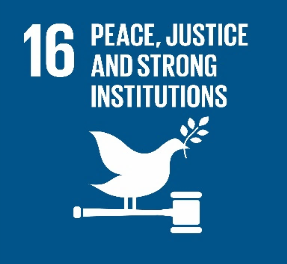 16 PEACE, JUSTICE
AND STRONG
INSTITUTIONS